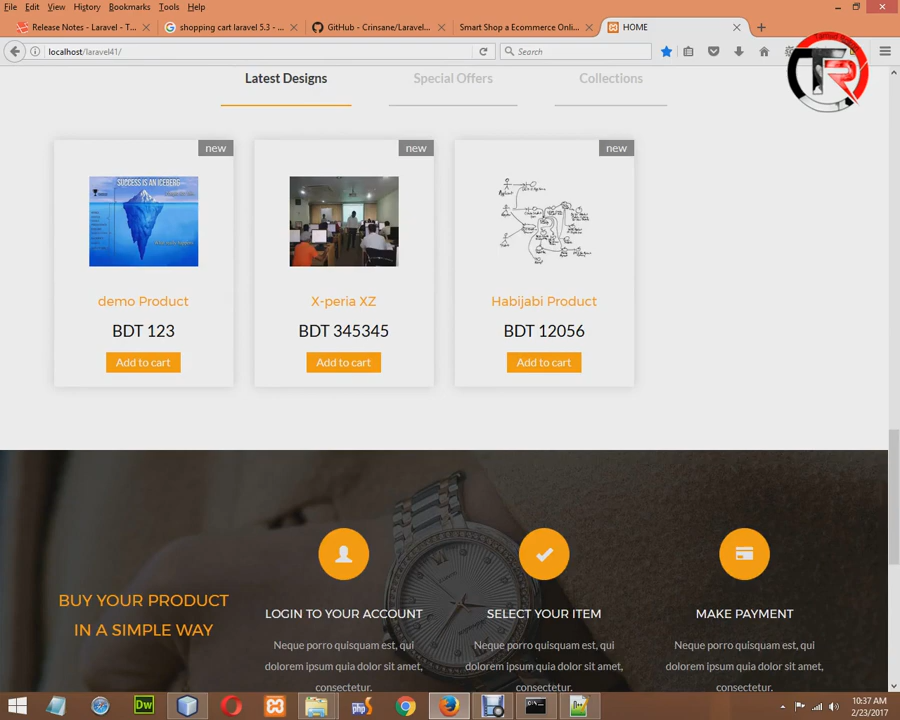 File Edit View History Bookmarks Tools Help
Release Notes - Laravel - T...
shopping cart laravel 5.3 - ...
GitHub - Crinsane/Laravel...
Smart Shop a Ecommerce Onli...
HOME
localhost/laravel41/
Search
TR
Latest Designs
Special Offers
Collections
new
new
new
SUCCESS IS AN ICEBERG
demo Product
X-peria XZ
Habijabi Product
BDT 123
BDT 345345
BDT 12056
Add to cart
Add to cart
Add to cart
BUY YOUR PRODUCT
IN A SIMPLE WAY
LOGIN TO YOUR ACCOUNT
Neque porro quisquam est, qui
dolorem ipsum quia dolor sit amet,
consectetur.
SELECT YOUR ITEM
Neque porro quisquam est, qui
dolorem ipsum quia dolor sit amet,
consectetur.
MAKE PAYMENT
Neque porro quisquam est, qui
dolorem ipsum quia dolor sit amet,
consectetur.
Dw
10:37 AM
2/23/2017